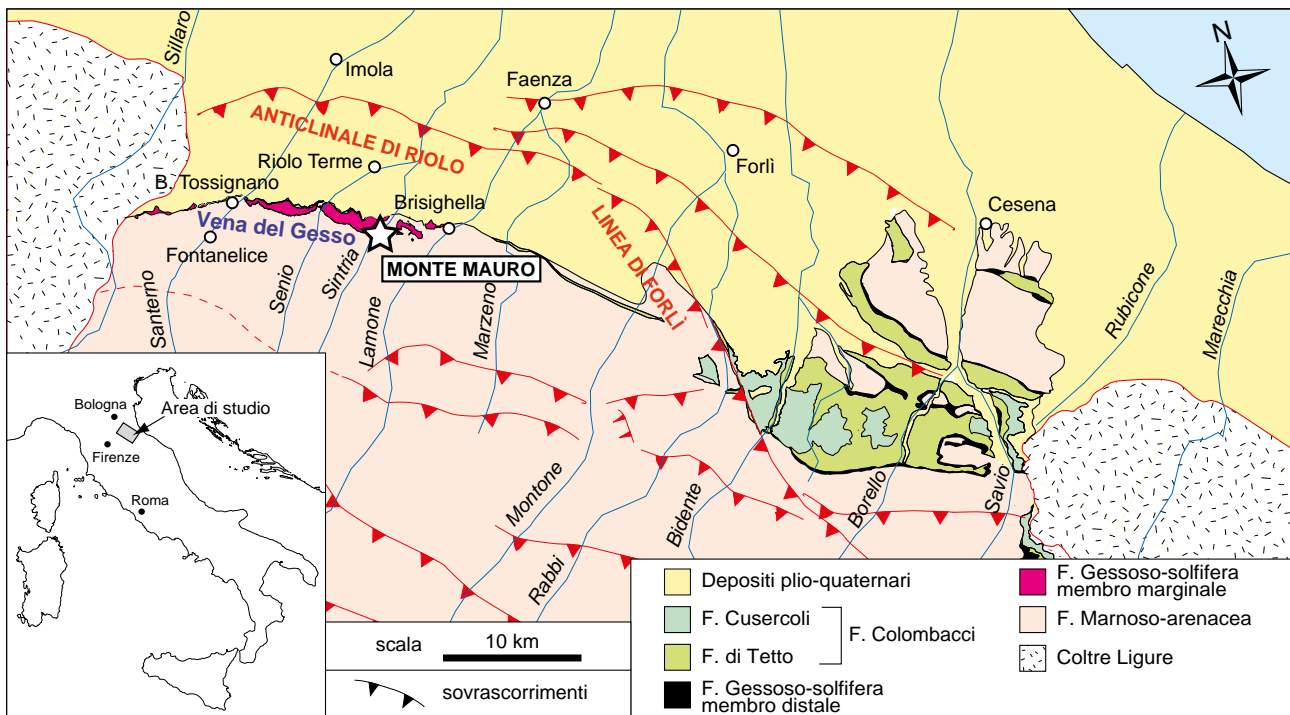 Sillaro
Imola
Faenza
N
ANTICLINALE DI RIOLO
Riolo Terme
Forlì
B. Tossignano
Brisighella
Cesena
Vena del Gesso
Fontanelice
MONTE MAURO
LINEA DI FORLÌ
Santerno
Senio
Sintria
Lamone
Marzeno
Rubicone
Marecchia
Montone
Rabbi
Bidente
Borello
Savio
Bologna
Area di studio
Firenze
Roma
scala
10 km
sovrascorrimenti
Depositi plio-quaternari
F. Cusercoli
F. Colombacci
F. di Tetto
F. Gessoso-solfifera
membro distale
F. Gessoso-solfifera
membro marginale
F. Marnoso-arenacea
Coltre Ligure